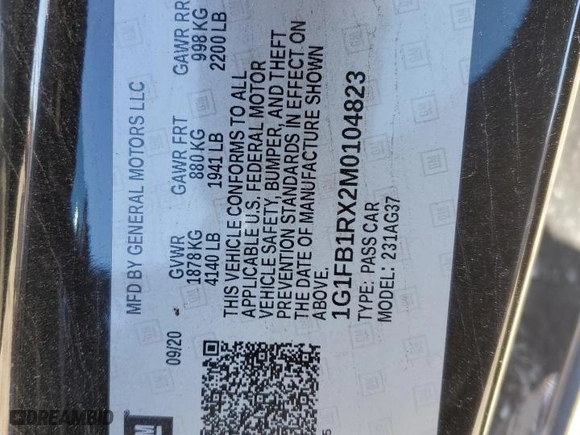 MFD BY GENERAL MOTORS LLC
09/20
GVWR GAWR FRT GAWR RR
1878 KG 880 KG 998 KG
4140 LB 1941 LB 2200 LB
THIS VEHICLE CONFORMS TO ALL
APPLICABLE U.S. FEDERAL MOTOR
VEHICLE SAFETY, BUMPER, AND THEFT
PREVENTION STANDARDS IN EFFECT ON
THE DATE OF MANUFACTURE SHOWN
ABOVE.
1G1FB1RX2M0104823
TYPE: PASS CAR
MODEL: 231AG37
DREAMBID